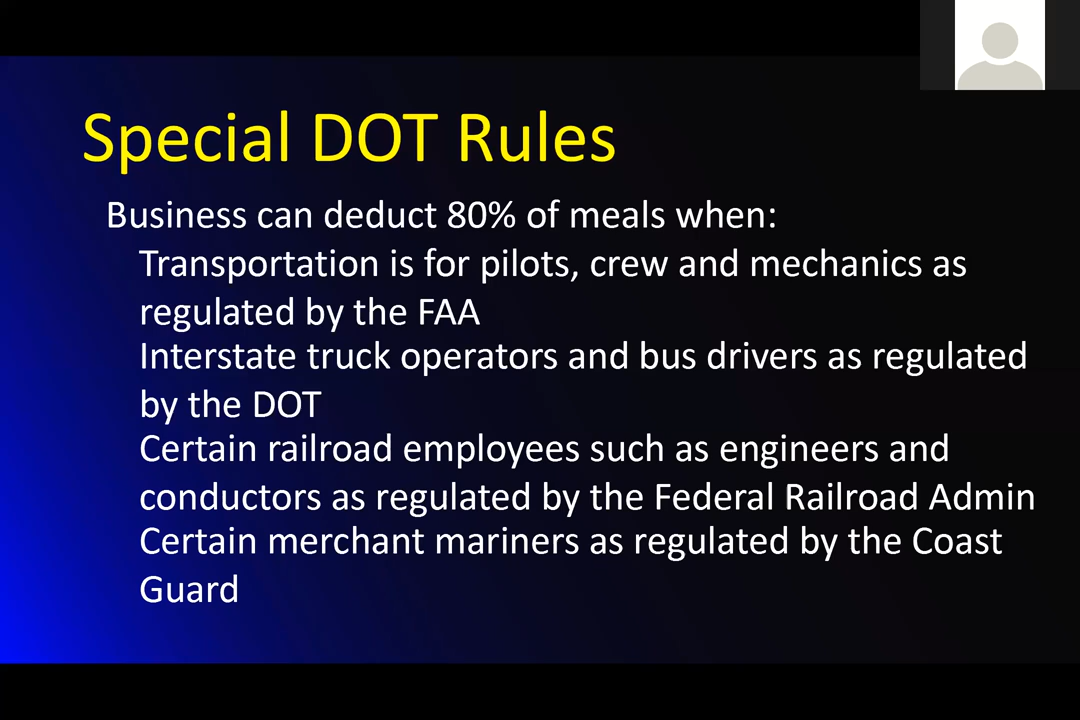 Special DOT Rules
Business can deduct 80% of meals when:
Transportation is for pilots, crew and mechanics as
regulated by the FAA
Interstate truck operators and bus drivers as regulated
by the DOT
Certain railroad employees such as engineers and
conductors as regulated by the Federal Railroad Admin
Certain merchant mariners as regulated by the Coast
Guard